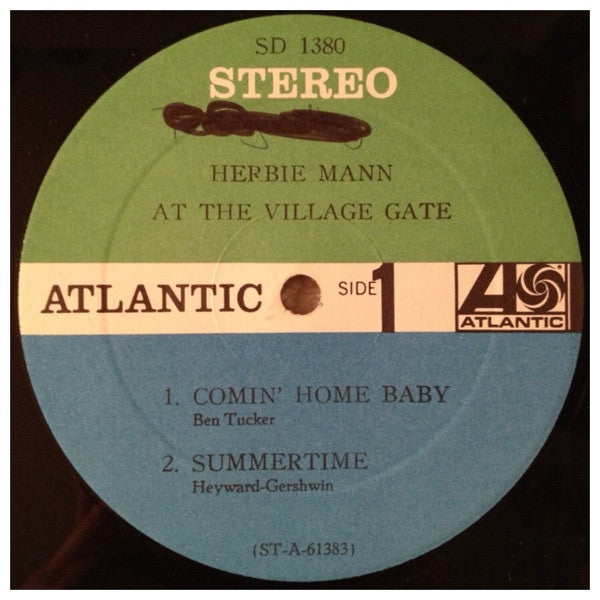 SD 1380
STEREO
HERBIE MANN
AT THE VILLAGE GATE
ATLANTIC
SIDE 1
ATLANTIC
1. COMIN' HOME BABY
Ben Tucker
2. SUMMERTIME
Heyward-Gershwin
(ST-A-61383)